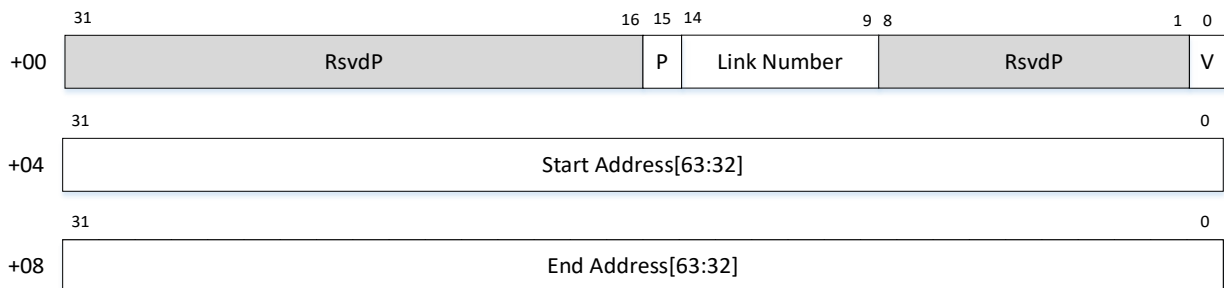 31 16 15 14 9 8 1 0
+00 RsvdP P Link Number RsvdP V
31 0
+04 Start Address[63:32]
31 0
+08 End Address[63:32]